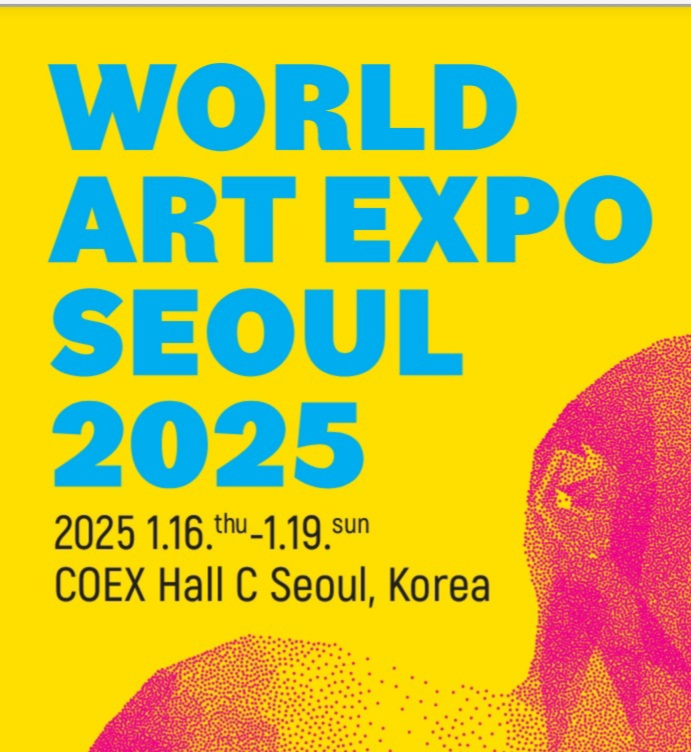 WORLD
ART EXPO
SEOUL
2025
2025 1.16.thu-1.19.sun
COEX Hall C Seoul, Korea